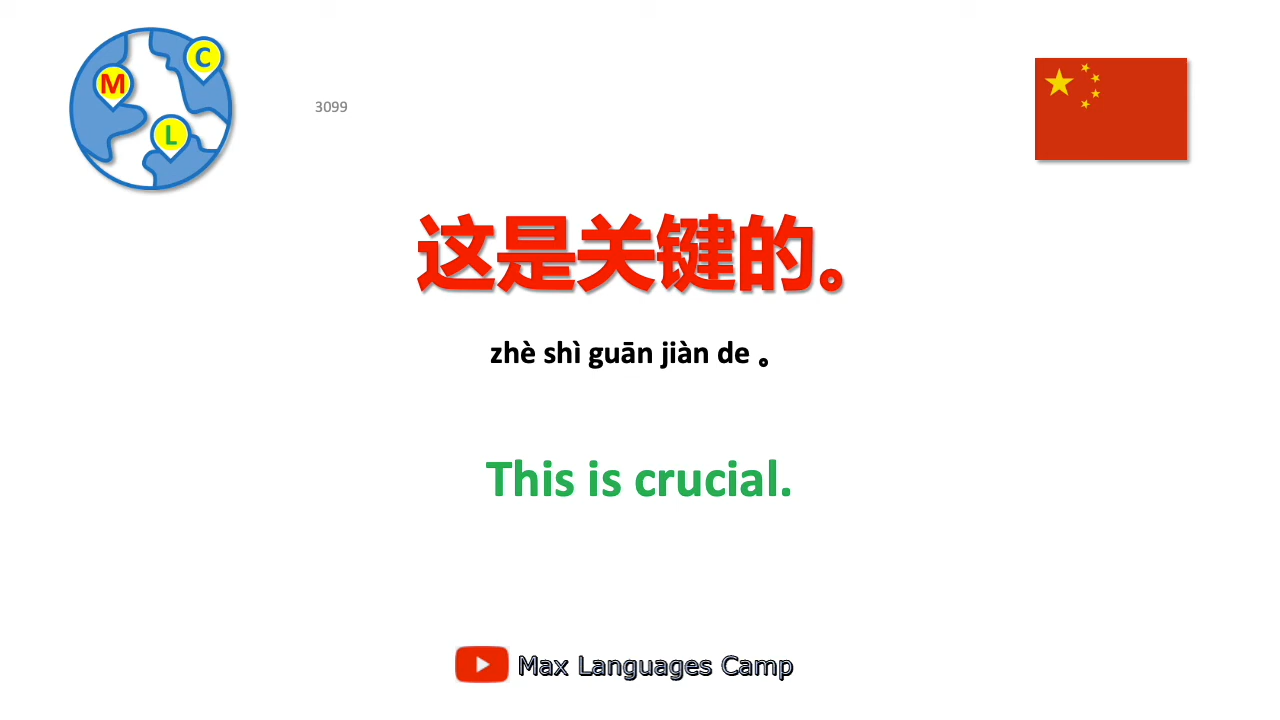 C
M
L
3099
这是关键的。
zhè shì guān jiàn de 。
This is crucial.
Max Languages Camp